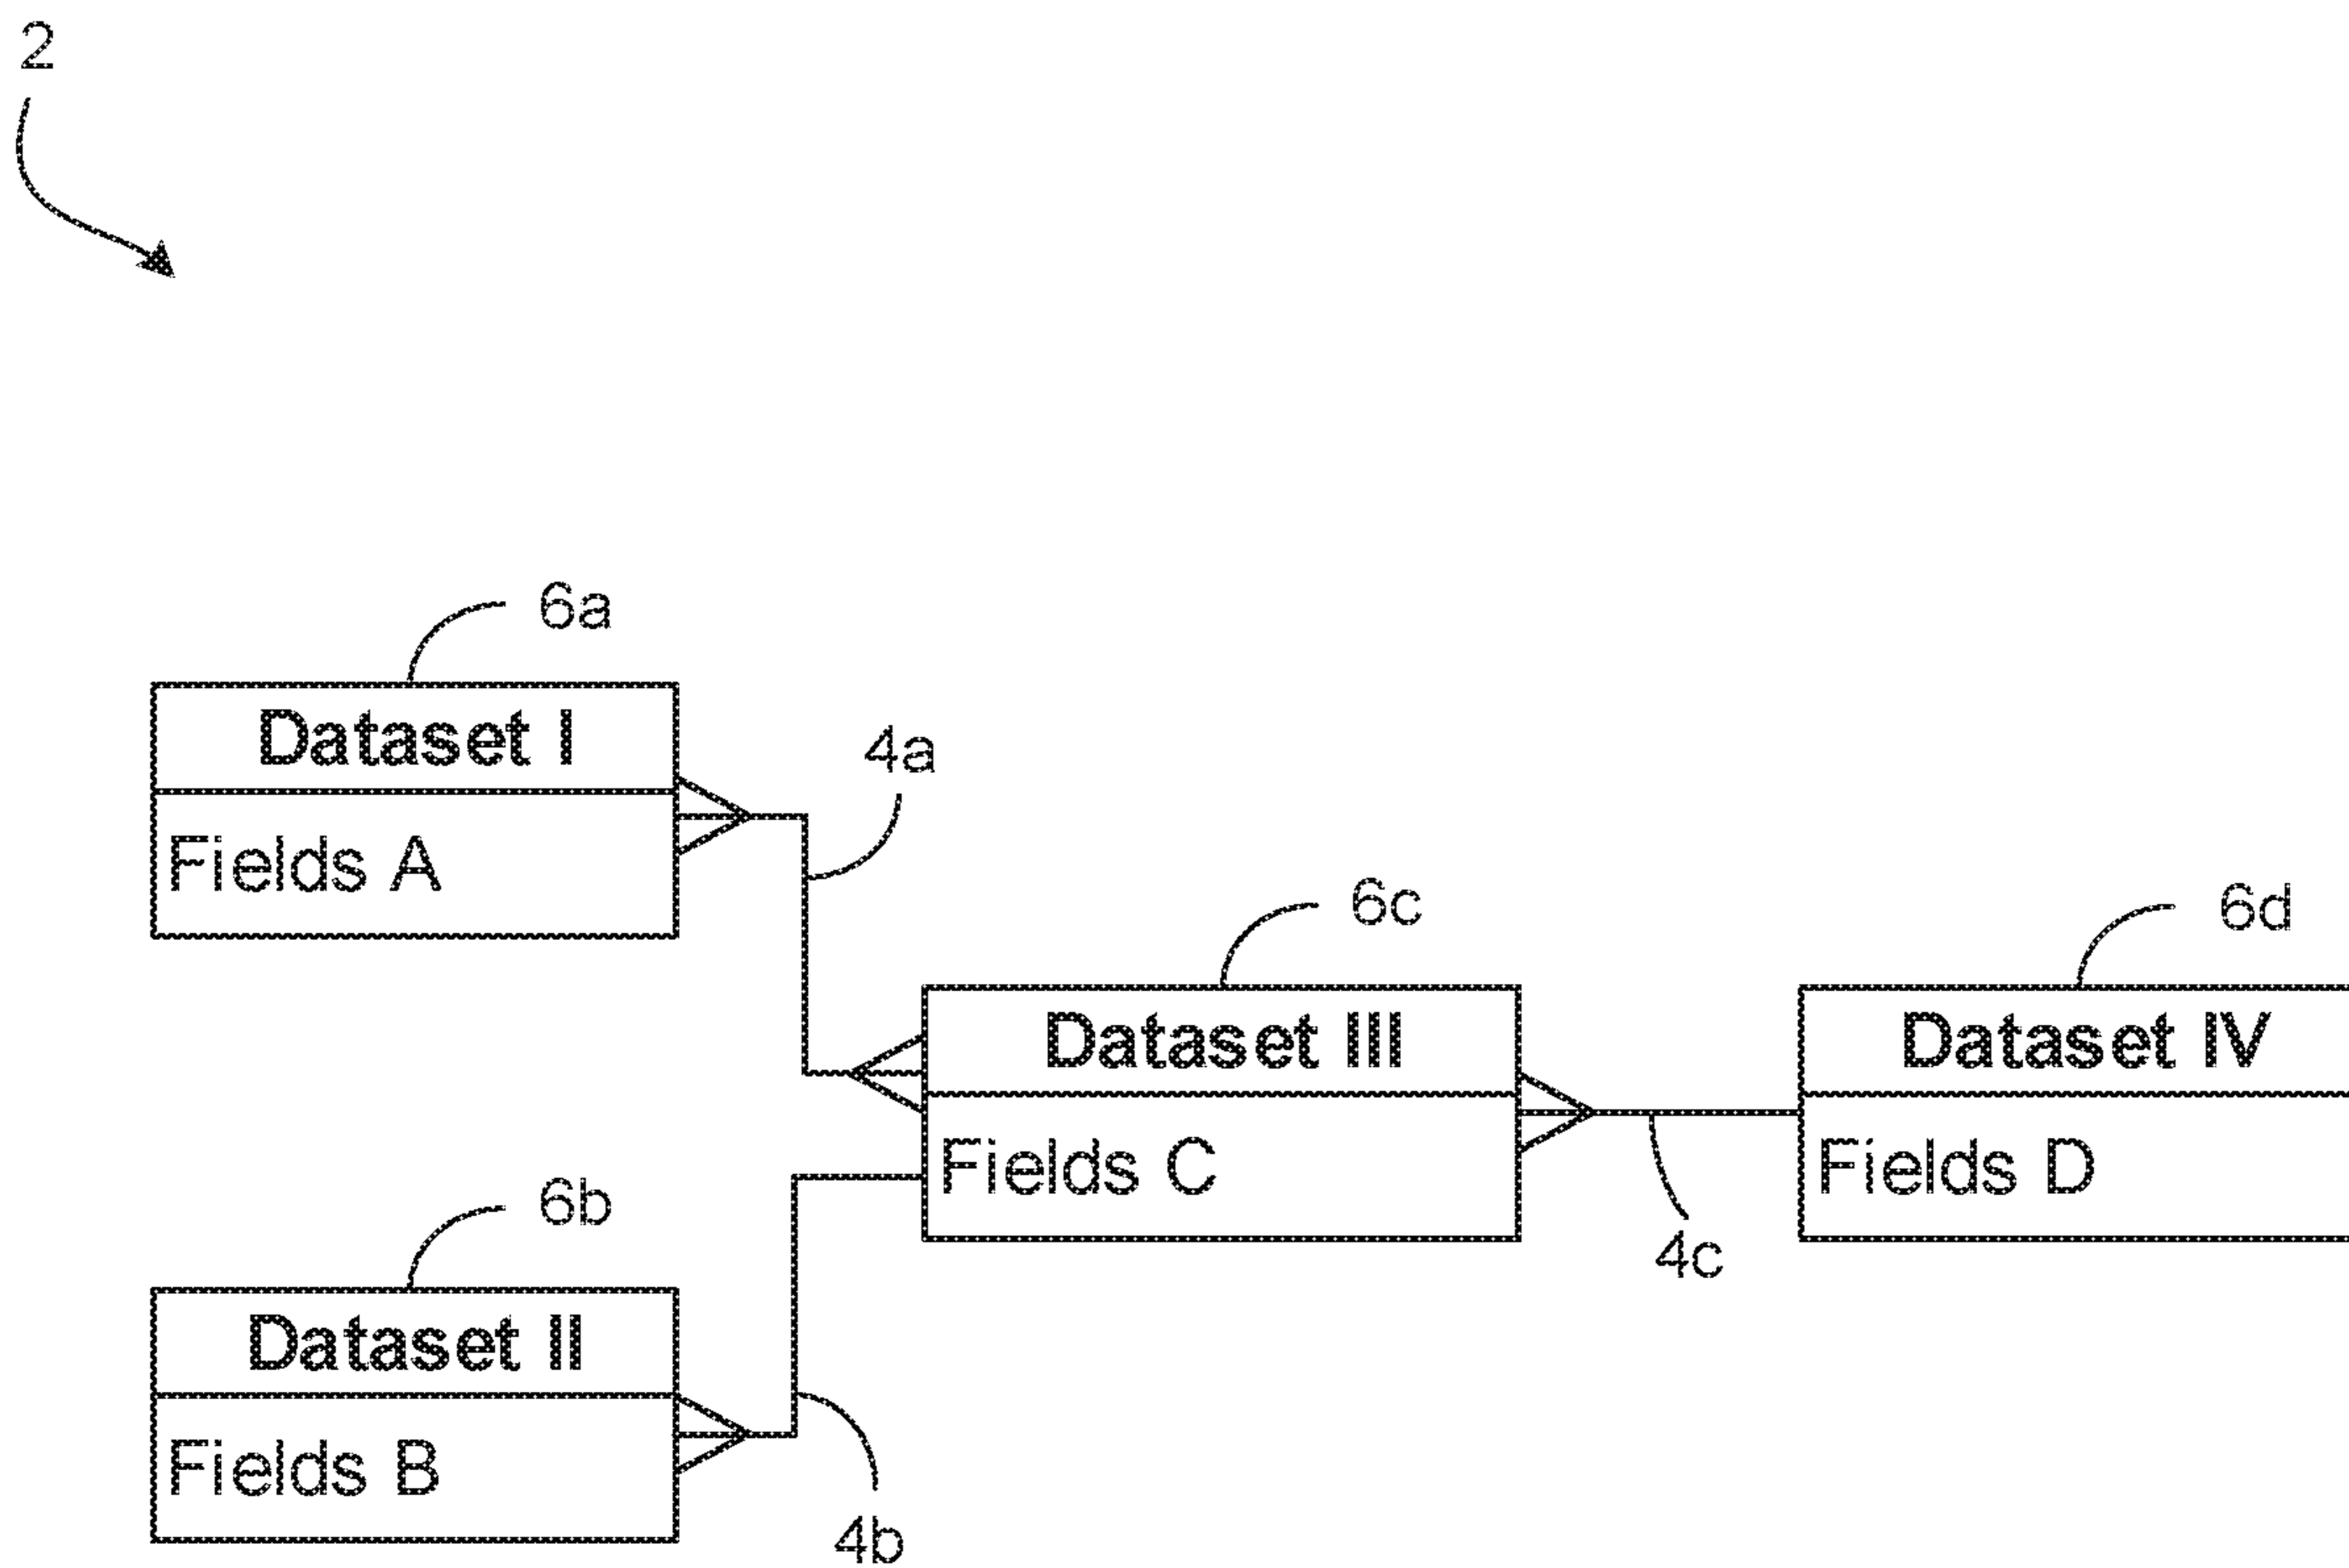 2
6a
Dataset I
4a
Fields A
6c
6d
Dataset III
Dataset IV
Fields C
Fields D
6b
4c
Dataset II
Fields B
4b